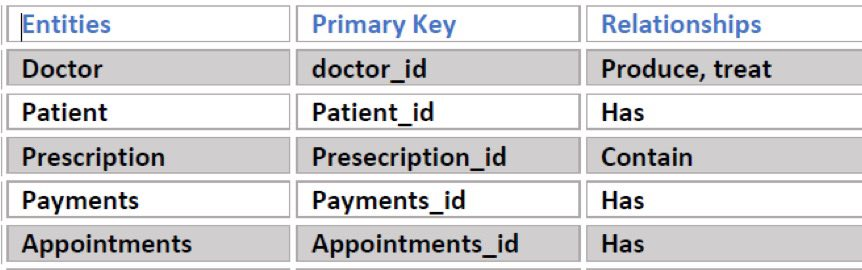 Entities Primary Key Relationships
Doctor doctor_id Produce, treat
Patient Patient_id Has
Prescription Presecription_id Contain
Payments Payments_id Has
Appointments Appointments_id Has